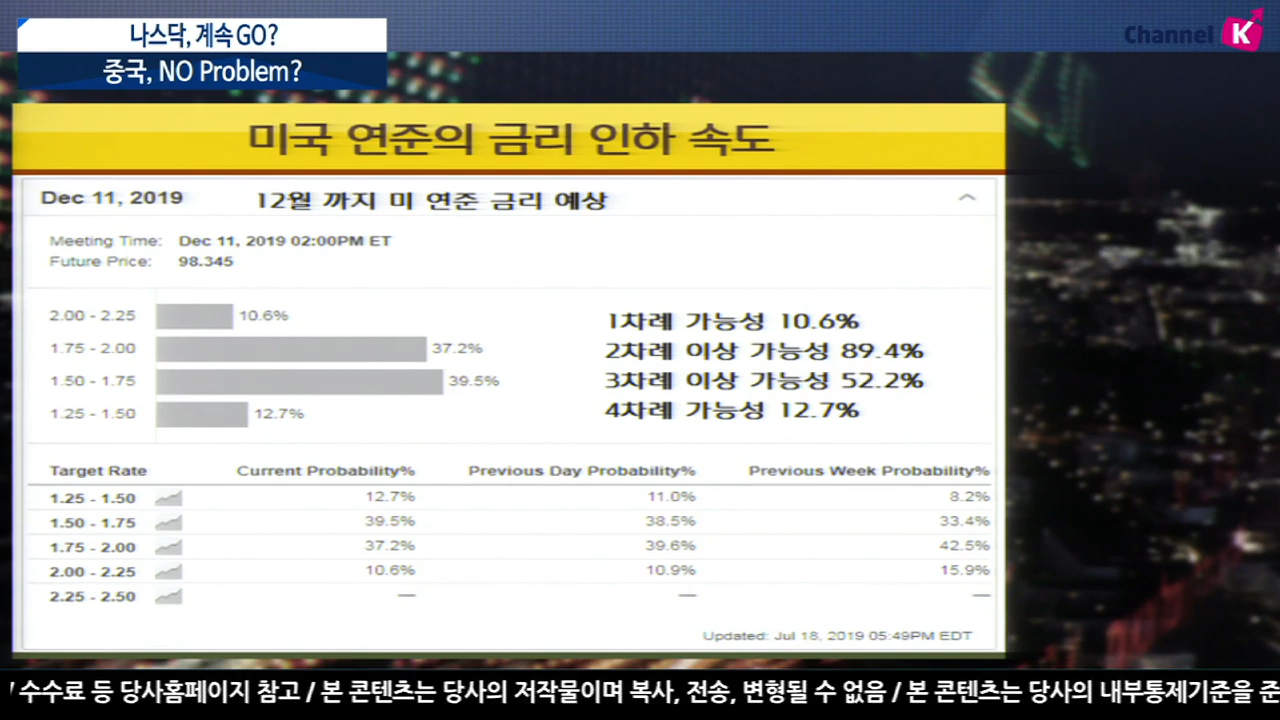 나스닥, 계속 GO?
중국, NO Problem?
Channel K
미국 연준의 금리 인하 속도
Dec 11, 2019
12월 까지 미 연준 금리 예상
Meeting Time: Dec 11, 2019 02:00PM ET
Future Price: 98.345
2.00 - 2.25 10.6%
1.75 - 2.00 37.2%
1.50 - 1.75 39.5%
1.25 - 1.50 12.7%
1차례 가능성 10.6%
2차례 이상 가능성 89.4%
3차례 이상 가능성 52.2%
4차례 가능성 12.7%
Target Rate Current Probability% Previous Day Probability% Previous Week Probability%
1.25 - 1.50 12.7% 11.0% 8.2%
1.50 - 1.75 39.5% 38.5% 33.4%
1.75 - 2.00 37.2% 39.6% 42.5%
2.00 - 2.25 10.6% 10.9% 15.9%
2.25 - 2.50 — — —
Updated: Jul 18, 2019 05:49PM EDT
/ 수수료 등 당사홈페이지 참고 / 본 콘텐츠는 당사의 저작물이며 복사, 전송, 변형될 수 없음 / 본 콘텐츠는 당사의 내부통제기준을 준